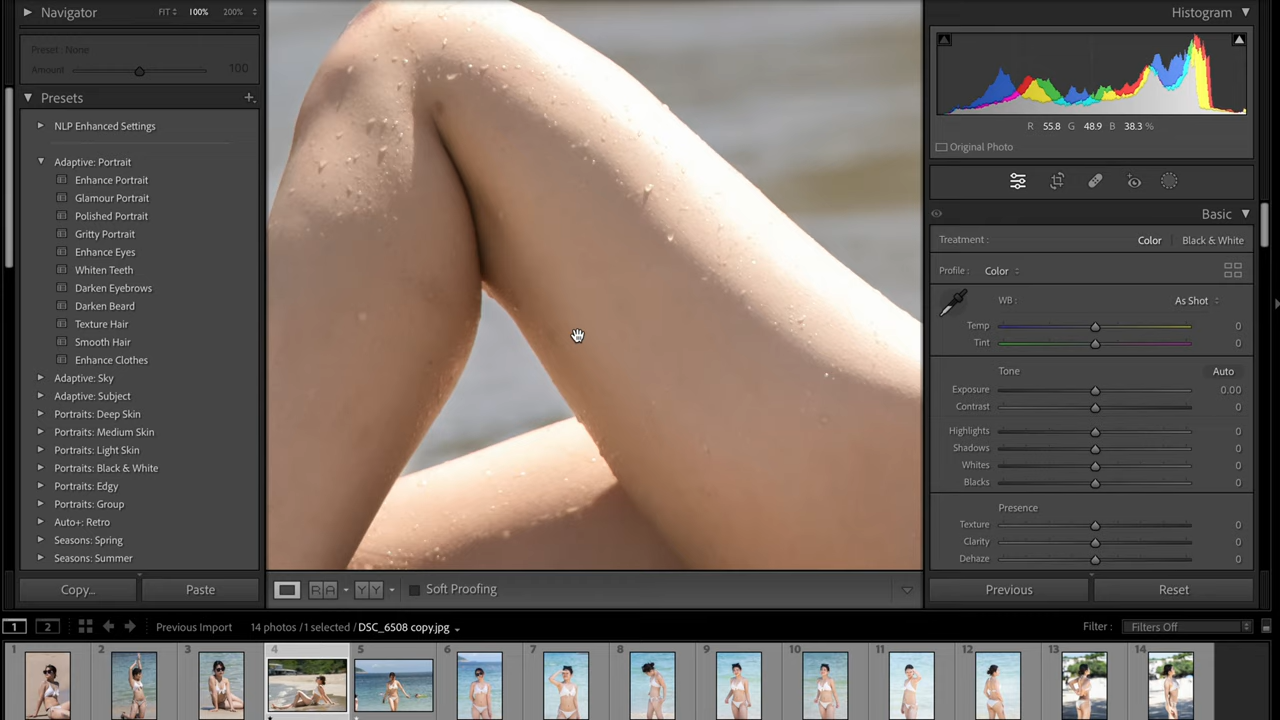 Navigator FIT 100% 200%
Preset: None
Amount 100
Presets
NLP Enhanced Settings
Adaptive: Portrait
Enhance Portrait
Glamour Portrait
Polished Portrait
Gritty Portrait
Enhance Eyes
Whiten Teeth
Darken Eyebrows
Darken Beard
Texture Hair
Smooth Hair
Enhance Clothes
Adaptive: Sky
Adaptive: Subject
Portraits: Deep Skin
Portraits: Medium Skin
Portraits: Light Skin
Portraits: Black & White
Portraits: Edgy
Portraits: Group
Auto+: Retro
Seasons: Spring
Seasons: Summer
Copy... Paste
R A Y Y Soft Proofing
Histogram
R 55.8 G 48.9 B 38.3 %
Original Photo
Basic
Treatment : Color Black & White
Profile : Color
WB : As Shot
Temp 0
Tint 0
Tone Auto
Exposure 0.00
Contrast 0
Highlights 0
Shadows 0
Whites 0
Blacks 0
Presence
Texture 0
Clarity 0
Dehaze 0
Previous Reset
1 2 Previous Import 14 photos / 1 selected / DSC_6508 copy.jpg Filter : Filters Off
1 2 3 4 5 6 7 8 9 10 11 12 13 14